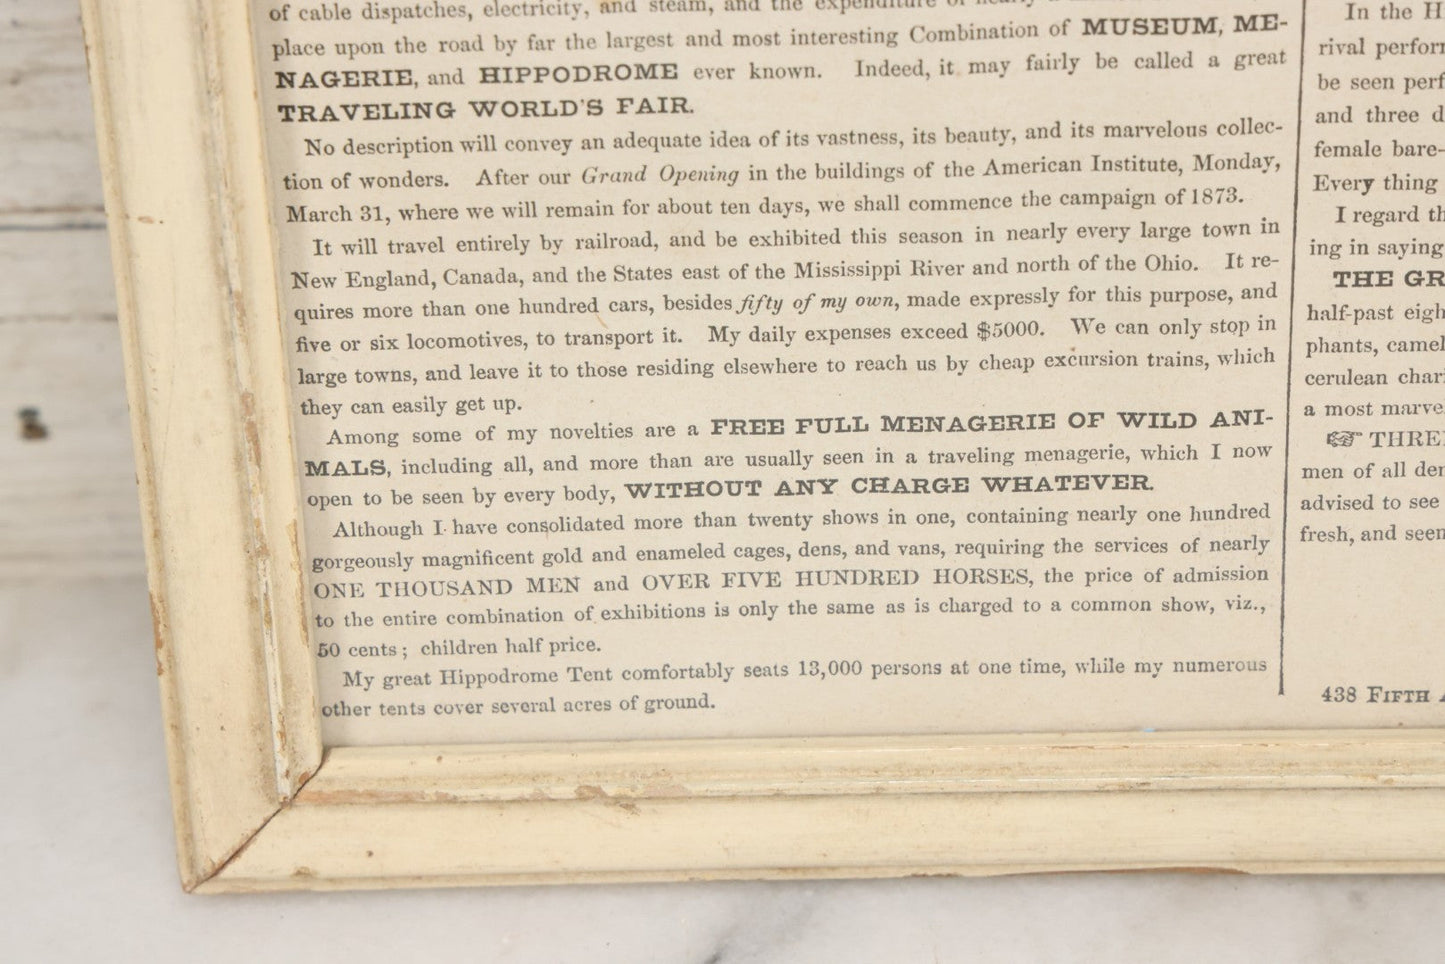 of cable dispatches, electricity, and steam, and the expenditure of nearly a
place upon the road by far the largest and most interesting Combination of MUSEUM, ME-
NAGERIE, and HIPPODROME ever known. Indeed, it may fairly be called a great
TRAVELING WORLD'S FAIR.
No description will convey an adequate idea of its vastness, its beauty, and its marvelous collec-
tion of wonders. After our Grand Opening in the buildings of the American Institute, Monday,
March 31, where we will remain for about ten days, we shall commence the campaign of 1873.
It will travel entirely by railroad, and be exhibited this season in nearly every large town in
New England, Canada, and the States east of the Mississippi River and north of the Ohio. It re-
quires more than one hundred cars, besides fifty of my own, made expressly for this purpose, and
five or six locomotives, to transport it. My daily expenses exceed $5000. We can only stop in
large towns, and leave it to those residing elsewhere to reach us by cheap excursion trains, which
they can easily get up.
Among some of my novelties are a FREE FULL MENAGERIE OF WILD ANI-
MALS, including all, and more than are usually seen in a traveling menagerie, which I now
open to be seen by every body, WITHOUT ANY CHARGE WHATEVER.
Although I have consolidated more than twenty shows in one, containing nearly one hundred
gorgeously magnificent gold and enameled cages, dens, and vans, requiring the services of nearly
ONE THOUSAND MEN and OVER FIVE HUNDRED HORSES, the price of admission
to the entire combination of exhibitions is only the same as is charged to a common show, viz.,
50 cents; children half price.
My great Hippodrome Tent comfortably seats 13,000 persons at one time, while my numerous
other tents cover several acres of ground.
In the H
rival perfor
be seen perf
and three d
female bare-
Every thing
I regard th
ing in saying
THE GR
half-past eigh
phants, camel
cerulean chari
a most marve
☞ THREE
men of all den
advised to see
fresh, and seen
438 FIFTH